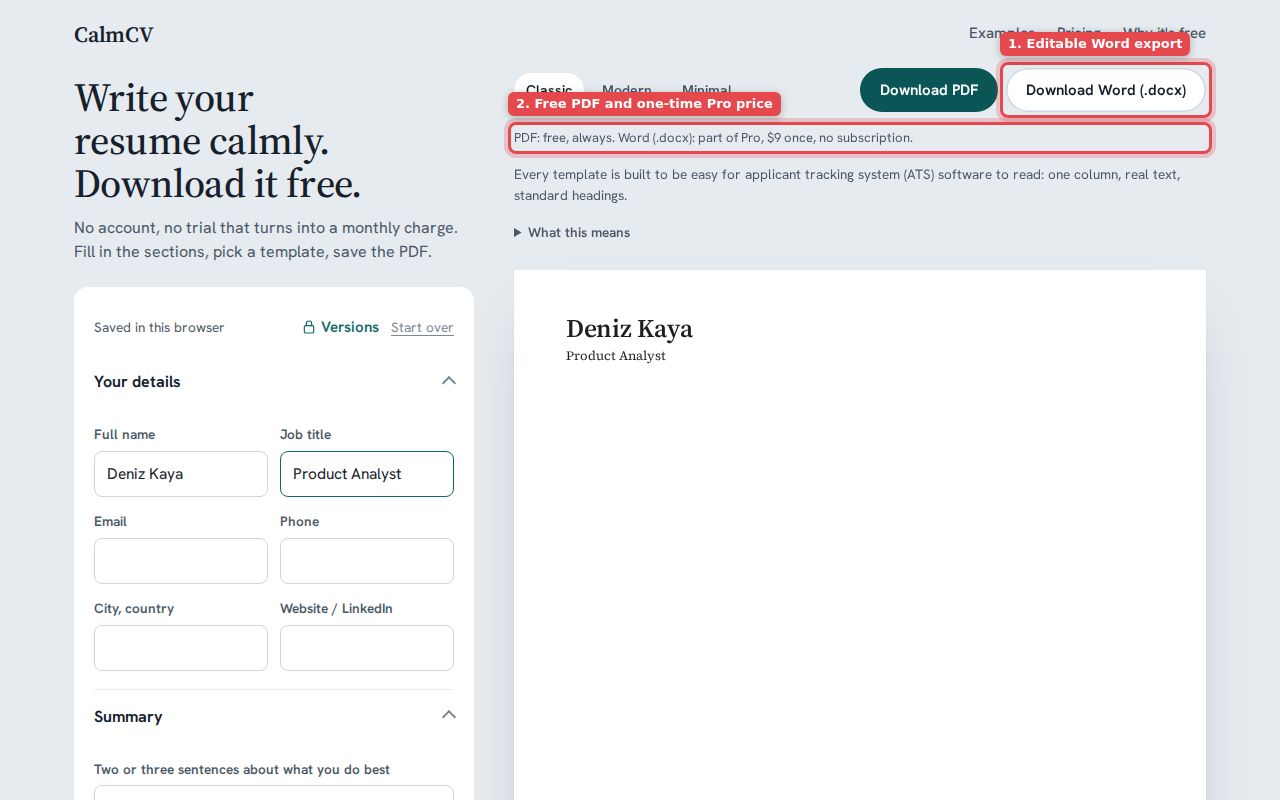 CalmCV
Examples Pricing Why it's free
1. Editable Word export
Write your
resume calmly.
Download it free.
No account, no trial that turns into a monthly charge.
Fill in the sections, pick a template, save the PDF.
Classic Modern Minimal
Download PDF
Download Word (.docx)
2. Free PDF and one-time Pro price
PDF: free, always. Word (.docx): part of Pro, $9 once, no subscription.
Every template is built to be easy for applicant tracking system (ATS) software to read: one column, real text,
standard headings.
What this means
Saved in this browser
Versions
Start over
Your details
Full name
Job title
Deniz Kaya
Product Analyst
Email
Phone
City, country
Website / LinkedIn
Summary
Two or three sentences about what you do best
Deniz Kaya
Product Analyst